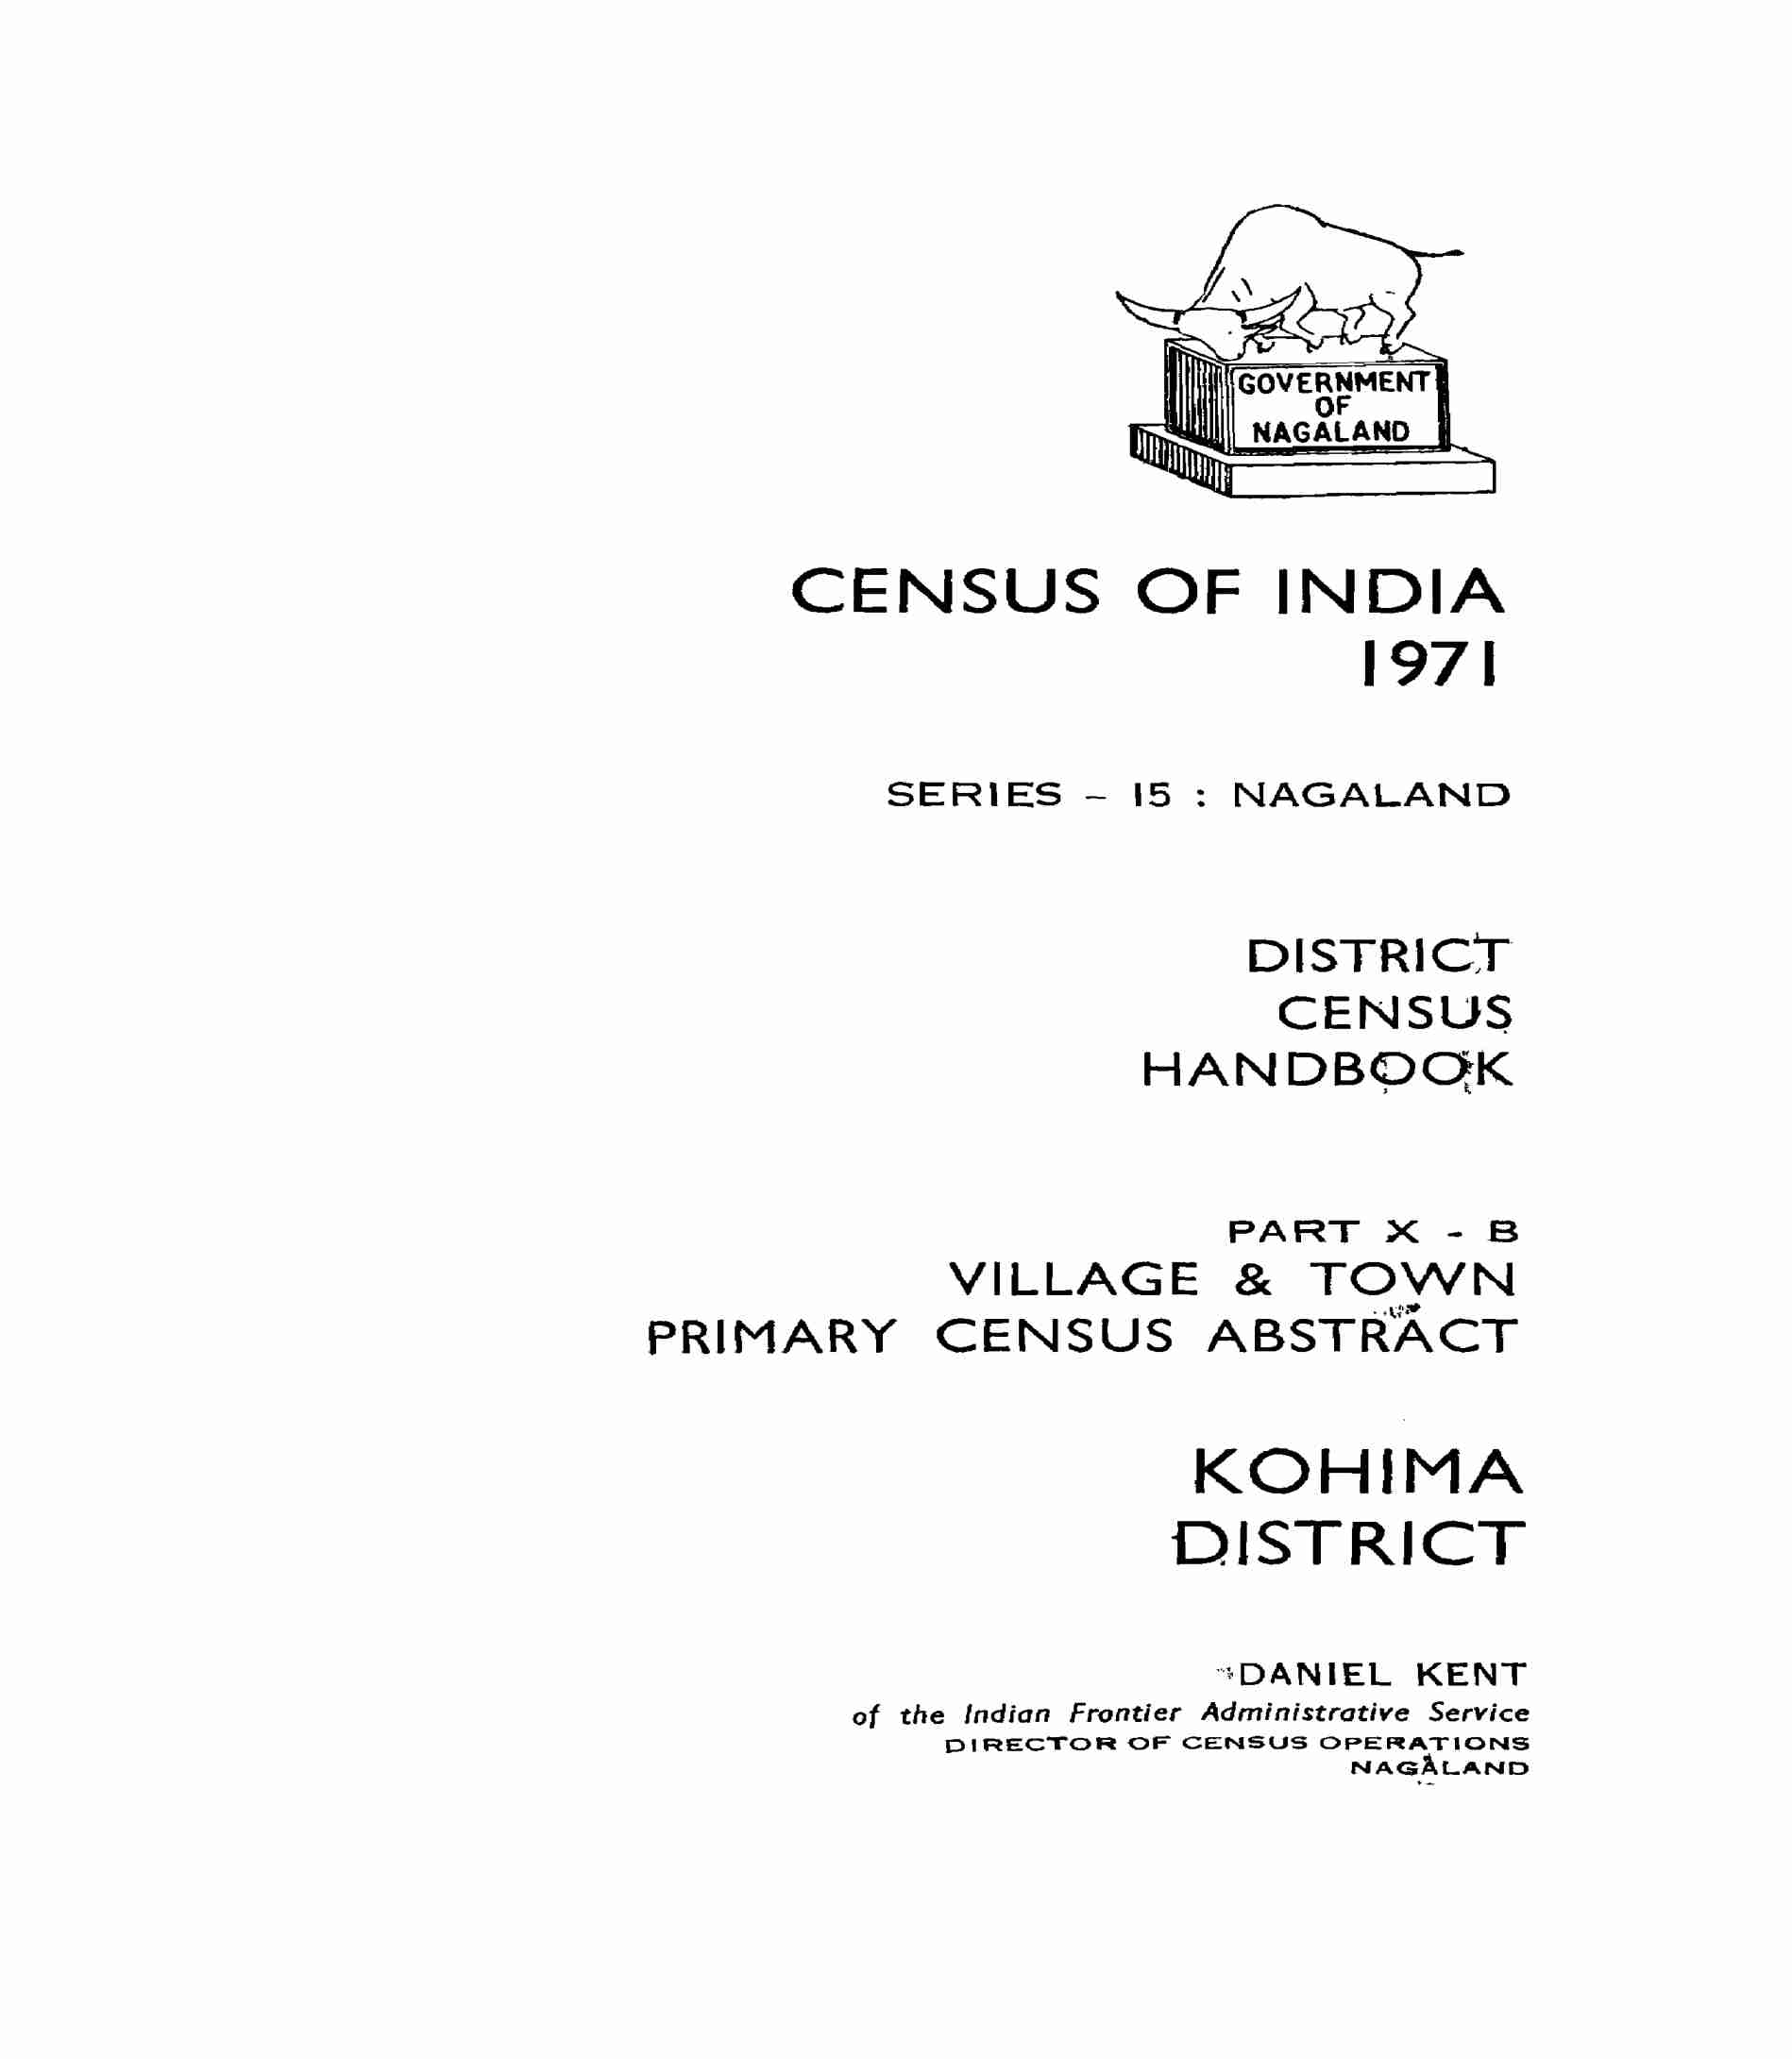 GOVERNMENT
OF
NAGALAND
CENSUS OF INDIA
1971
SERIES - 15 : NAGALAND
DISTRICT
CENSUS
HANDBOOK
PART X - B
VILLAGE & TOWN
PRIMARY CENSUS ABSTRACT
KOHIMA
DISTRICT
DANIEL KENT
of the Indian Frontier Administrative Service
DIRECTOR OF CENSUS OPERATIONS
NAGALAND